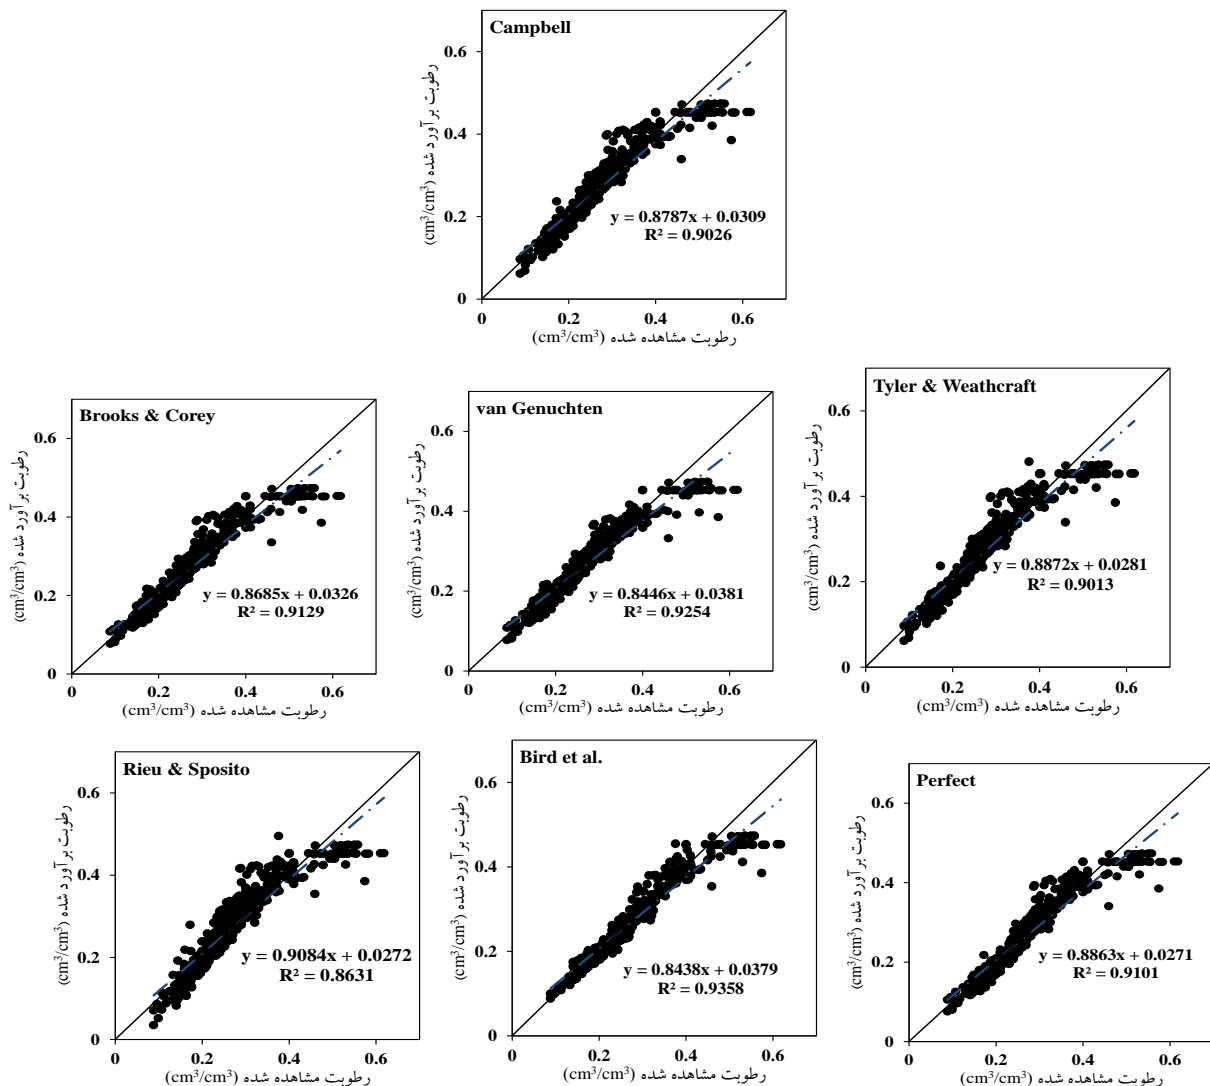 Campbell
رطوبت برآورد شده (cm³/cm³)
0.6
0.4
0.2
0
y = 0.8787x + 0.0309
R² = 0.9026
0 0.2 0.4 0.6
رطوبت مشاهده شده (cm³/cm³)
Brooks & Corey
رطوبت برآورد شده (cm³/cm³)
0.6
0.4
0.2
0
y = 0.8685x + 0.0326
R² = 0.9129
0 0.2 0.4 0.6
رطوبت مشاهده شده (cm³/cm³)
van Genuchten
رطوبت برآورد شده (cm³/cm³)
0.6
0.4
0.2
0
y = 0.8446x + 0.0381
R² = 0.9254
0 0.2 0.4 0.6
رطوبت مشاهده شده (cm³/cm³)
Tyler & Weathcraft
رطوبت برآورد شده (cm³/cm³)
0.6
0.4
0.2
0
y = 0.8872x + 0.0281
R² = 0.9013
0 0.2 0.4 0.6
رطوبت مشاهده شده (cm³/cm³)
Rieu & Sposito
رطوبت برآورد شده (cm³/cm³)
0.6
0.4
0.2
0
y = 0.9084x + 0.0272
R² = 0.8631
0 0.2 0.4 0.6
رطوبت مشاهده شده (cm³/cm³)
Bird et al.
رطوبت برآورد شده (cm³/cm³)
0.6
0.4
0.2
0
y = 0.8438x + 0.0379
R² = 0.9358
0 0.2 0.4 0.6
رطوبت مشاهده شده (cm³/cm³)
Perfect
رطوبت برآورد شده (cm³/cm³)
0.6
0.4
0.2
0
y = 0.8863x + 0.0271
R² = 0.9101
0 0.2 0.4 0.6
رطوبت مشاهده شده (cm³/cm³)